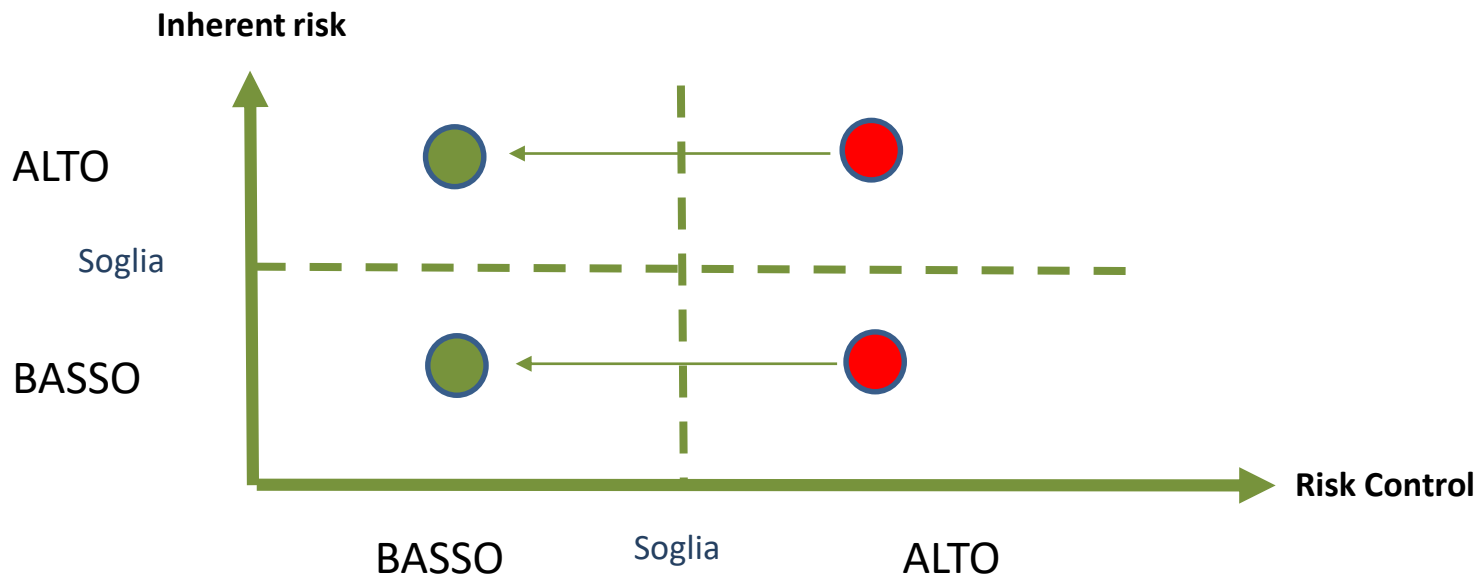 Inherent risk
ALTO
Soglia
BASSO
Risk Control
BASSO
Soglia
ALTO